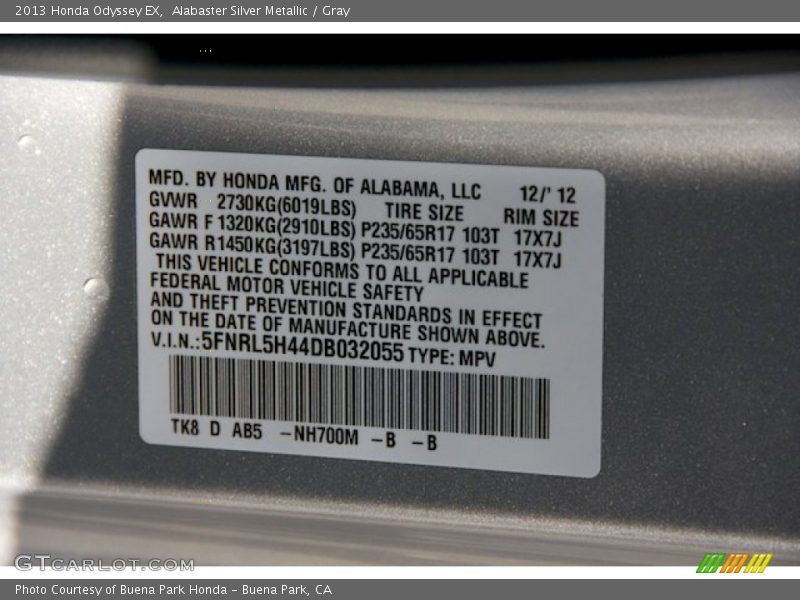 2013 Honda Odyssey EX, Alabaster Silver Metallic / Gray
MFD. BY HONDA MFG. OF ALABAMA, LLC 12/' 12
GVWR 2730KG(6019LBS) TIRE SIZE RIM SIZE
GAWR F 1320KG(2910LBS) P235/65R17 103T 17X7J
GAWR R1450KG(3197LBS) P235/65R17 103T 17X7J
THIS VEHICLE CONFORMS TO ALL APPLICABLE
FEDERAL MOTOR VEHICLE SAFETY
AND THEFT PREVENTION STANDARDS IN EFFECT
ON THE DATE OF MANUFACTURE SHOWN ABOVE.
V.I.N.:5FNRL5H44DB032055 TYPE: MPV
TK8 D AB5 -NH700M -B -B
GTCARLOT.COM
Photo Courtesy of Buena Park Honda - Buena Park, CA